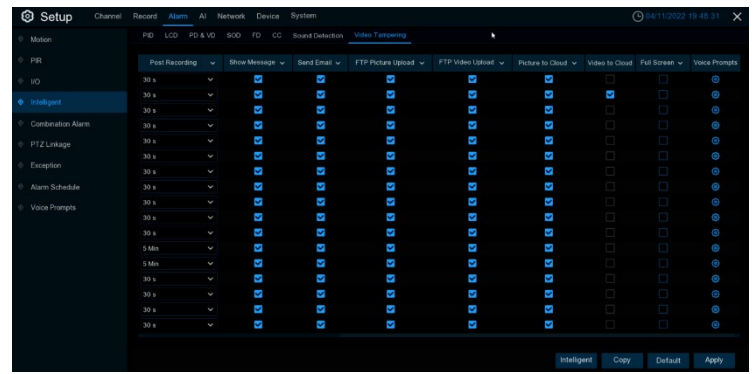 Setup Channel Record Alarm AI Network Device System 04/11/2022 19:48:31
Motion PID LCD PD & VD SOD FD CC Sound Detection Video Tampering
PIR Post Recording Show Message Send Email FTP Picture Upload FTP Video Upload Picture to Cloud Video to Cloud Full Screen Voice Prompts
I/O 30 s
30 s
Intelligent 30 s
Combination Alarm 30 s
30 s
PTZ Linkage 30 s
Exception 30 s
30 s
Alarm Schedule 30 s
Voice Prompts 30 s
30 s
5 Min
5 Min
30 s
30 s
30 s
30 s
Intelligent Copy Default Apply